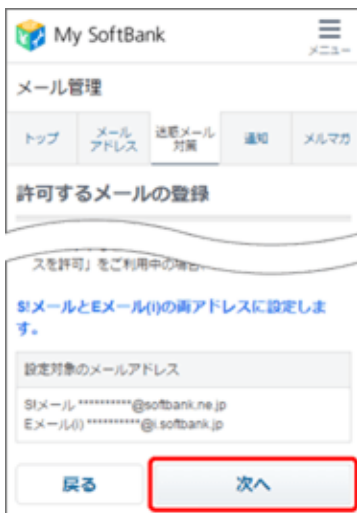 My SoftBank
メニュー
メール管理
トップ
メール
アドレス
迷惑メール
対策
通知
メルマガ
許可するメールの登録
スを許可」をご利用中の場合、
S!メールとEメール(i)の両アドレスに設定しま
す。
設定対象のメールアドレス
S!メール **********@softbank.ne.jp
Eメール(i) **********@i.softbank.jp
戻る
次へ